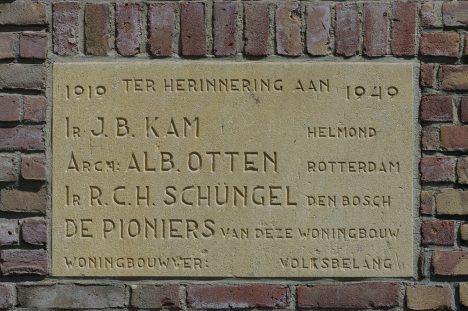 1919 TER HERINNERING AAN 1949
IR J. B. KAM HELMOND
ARCH: ALB. OTTEN ROTTERDAM
IR R. C. H. SCHÜNGEL DEN BOSCH
DE PIONIERS VAN DEZE WONINGBOUW
WONINGBOUWVER: VOLKSBELANG